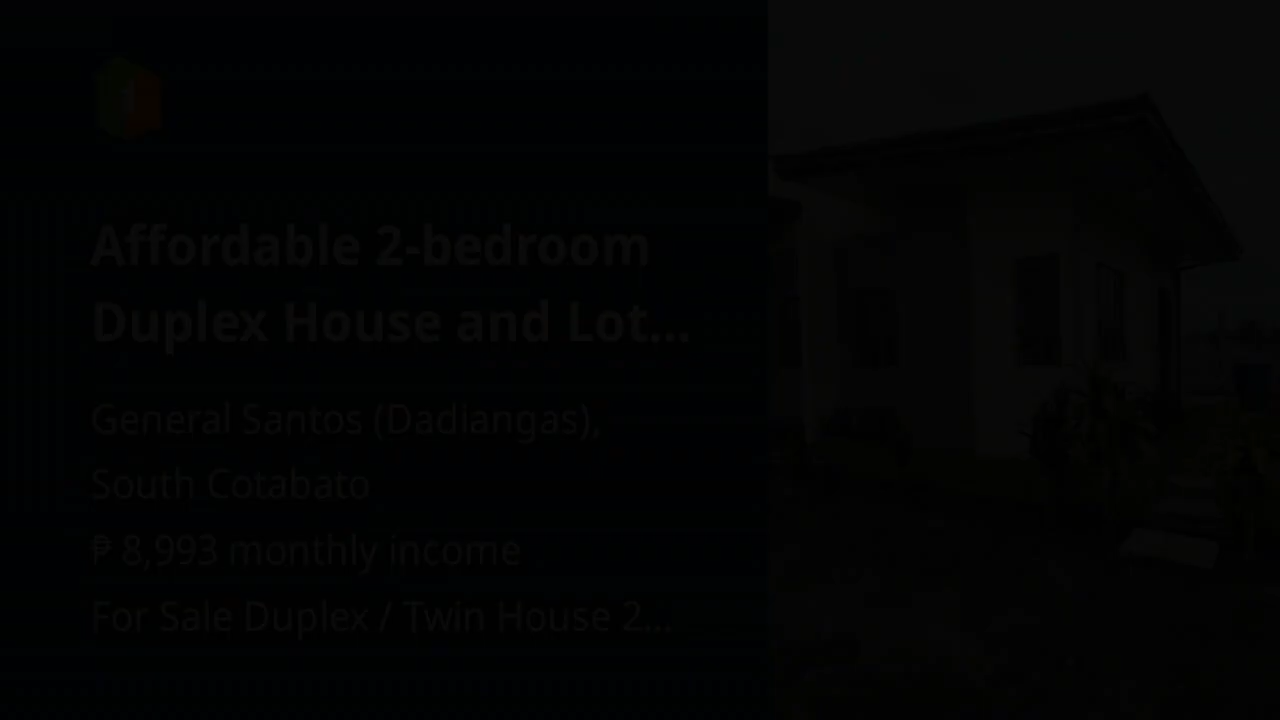 Affordable 2-bedroom
Duplex House and Lot...
General Santos (Dadiangas),
South Cotabato
₱ 8,993 monthly income
For Sale Duplex / Twin House 2...